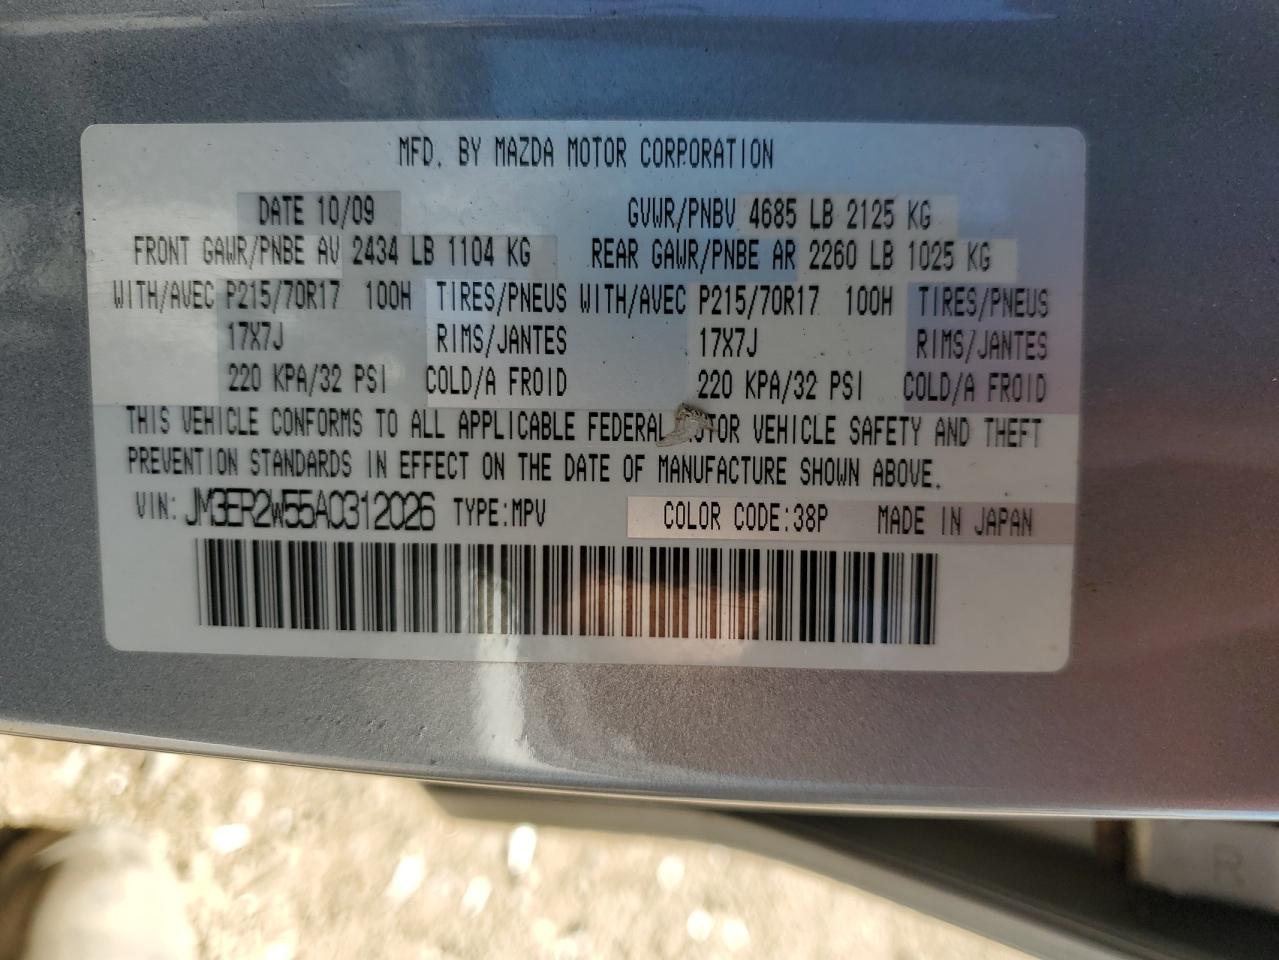 MFD. BY MAZDA MOTOR CORPORATION
DATE 10/09 GVWR/PNBV 4685 LB 2125 KG
FRONT GAWR/PNBE AV 2434 LB 1104 KG REAR GAWR/PNBE AR 2260 LB 1025 KG
WITH/AVEC P215/70R17 100H TIRES/PNEUS WITH/AVEC P215/70R17 100H TIRES/PNEUS
17X7J RIMS/JANTES 17X7J RIMS/JANTES
220 KPA/32 PSI COLD/A FROID 220 KPA/32 PSI COLD/A FROID
THIS VEHICLE CONFORMS TO ALL APPLICABLE FEDERAL MOTOR VEHICLE SAFETY AND THEFT
PREVENTION STANDARDS IN EFFECT ON THE DATE OF MANUFACTURE SHOWN ABOVE.
VIN: JM3ER2W55A0312026 TYPE:MPV COLOR CODE:38P MADE IN JAPAN
R